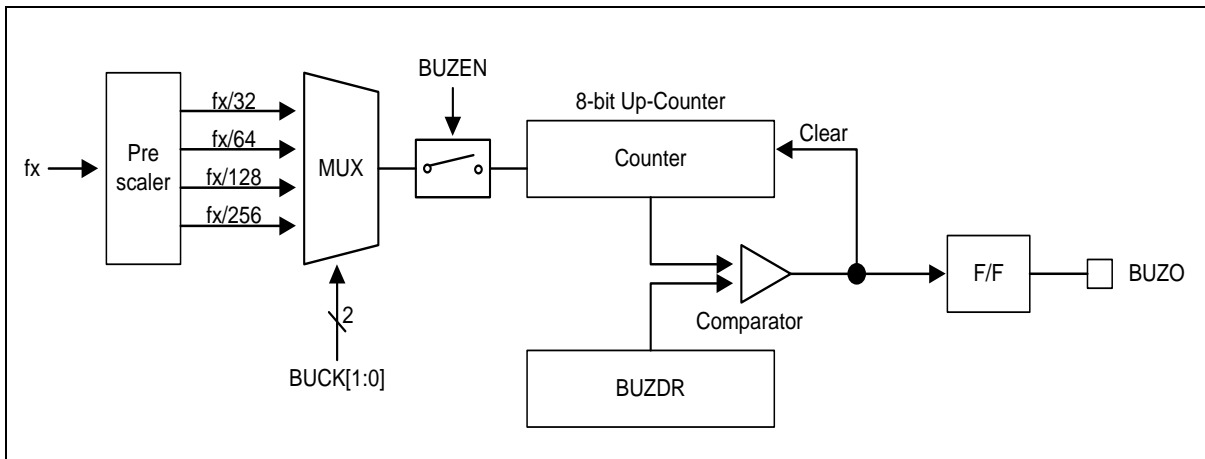 fx
Pre
scaler
fx/32
fx/64
fx/128
fx/256
MUX
2
BUCK[1:0]
BUZEN
8-bit Up-Counter
Counter
Clear
Comparator
BUZDR
F/F
BUZO